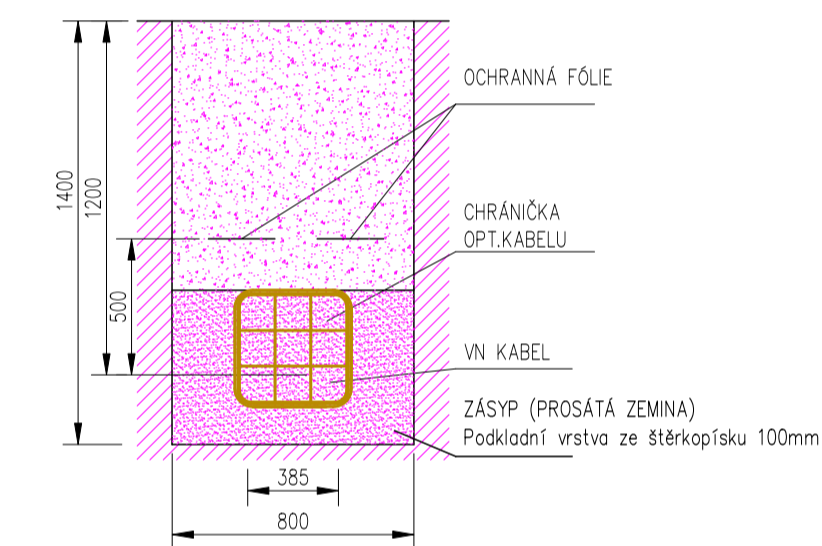 OCHRANNÁ FÓLIE
1400
1200
CHRÁNIČKA
OPT.KABELU
500
VN KABEL
ZÁSYP (PROSÁTÁ ZEMINA)
Podkladní vrstva ze štěrkopísku 100mm
385
800